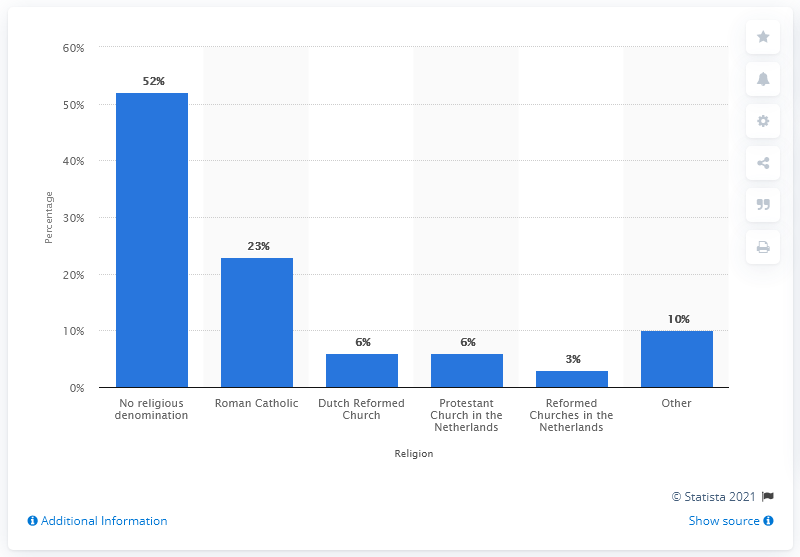 60%
50%
40%
30%
20%
10%
0%
Percentage
52%
23%
6%
6%
3%
10%
No religious
denomination
Roman Catholic
Dutch Reformed
Church
Protestant
Church in the
Netherlands
Reformed
Churches in the
Netherlands
Other
Religion
© Statista 2021
Additional Information
Show source